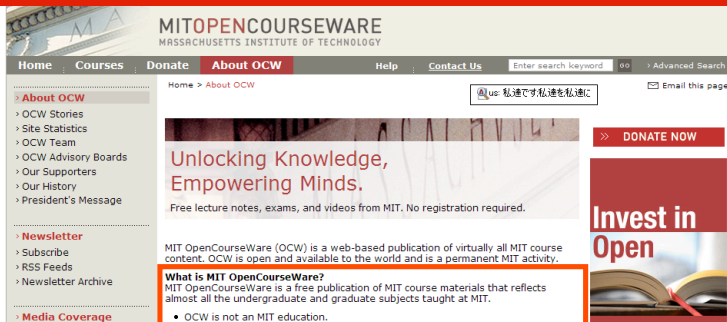 MITOPENCOURSEWARE
MASSACHUSETTS INSTITUTE OF TECHNOLOGY
Home Courses Donate About OCW Help Contact Us Enter search keyword GO › Advanced Search
Home > About OCW
us: 私達です私達を私達に
Email this page
› About OCW
› OCW Stories
› Site Statistics
› OCW Team
› OCW Advisory Boards
› Our Supporters
› Our History
› President's Message
› Newsletter
› Subscribe
› RSS Feeds
› Newsletter Archive
› Media Coverage
Unlocking Knowledge,
Empowering Minds.
Free lecture notes, exams, and videos from MIT. No registration required.
MIT OpenCourseWare (OCW) is a web-based publication of virtually all MIT course
content. OCW is open and available to the world and is a permanent MIT activity.
What is MIT OpenCourseWare?
MIT OpenCourseWare is a free publication of MIT course materials that reflects
almost all the undergraduate and graduate subjects taught at MIT.
• OCW is not an MIT education.
» DONATE NOW
Invest in
Open